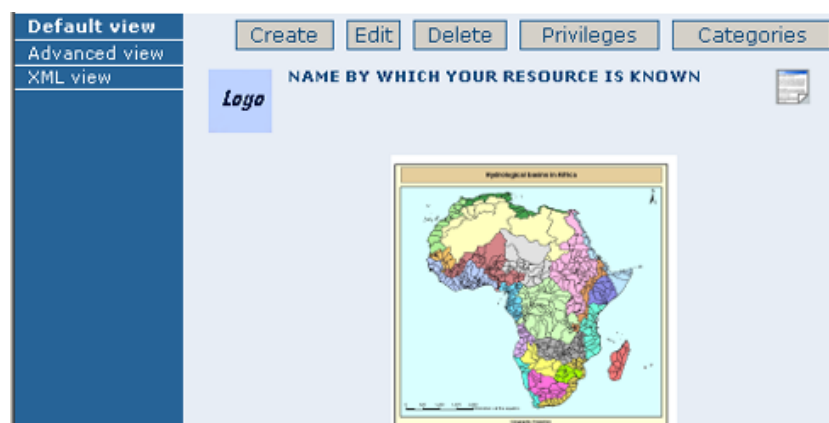 Default view
Advanced view
XML view
Create Edit Delete Privileges Categories
Logo
NAME BY WHICH YOUR RESOURCE IS KNOWN
Hydrological basins in Africa